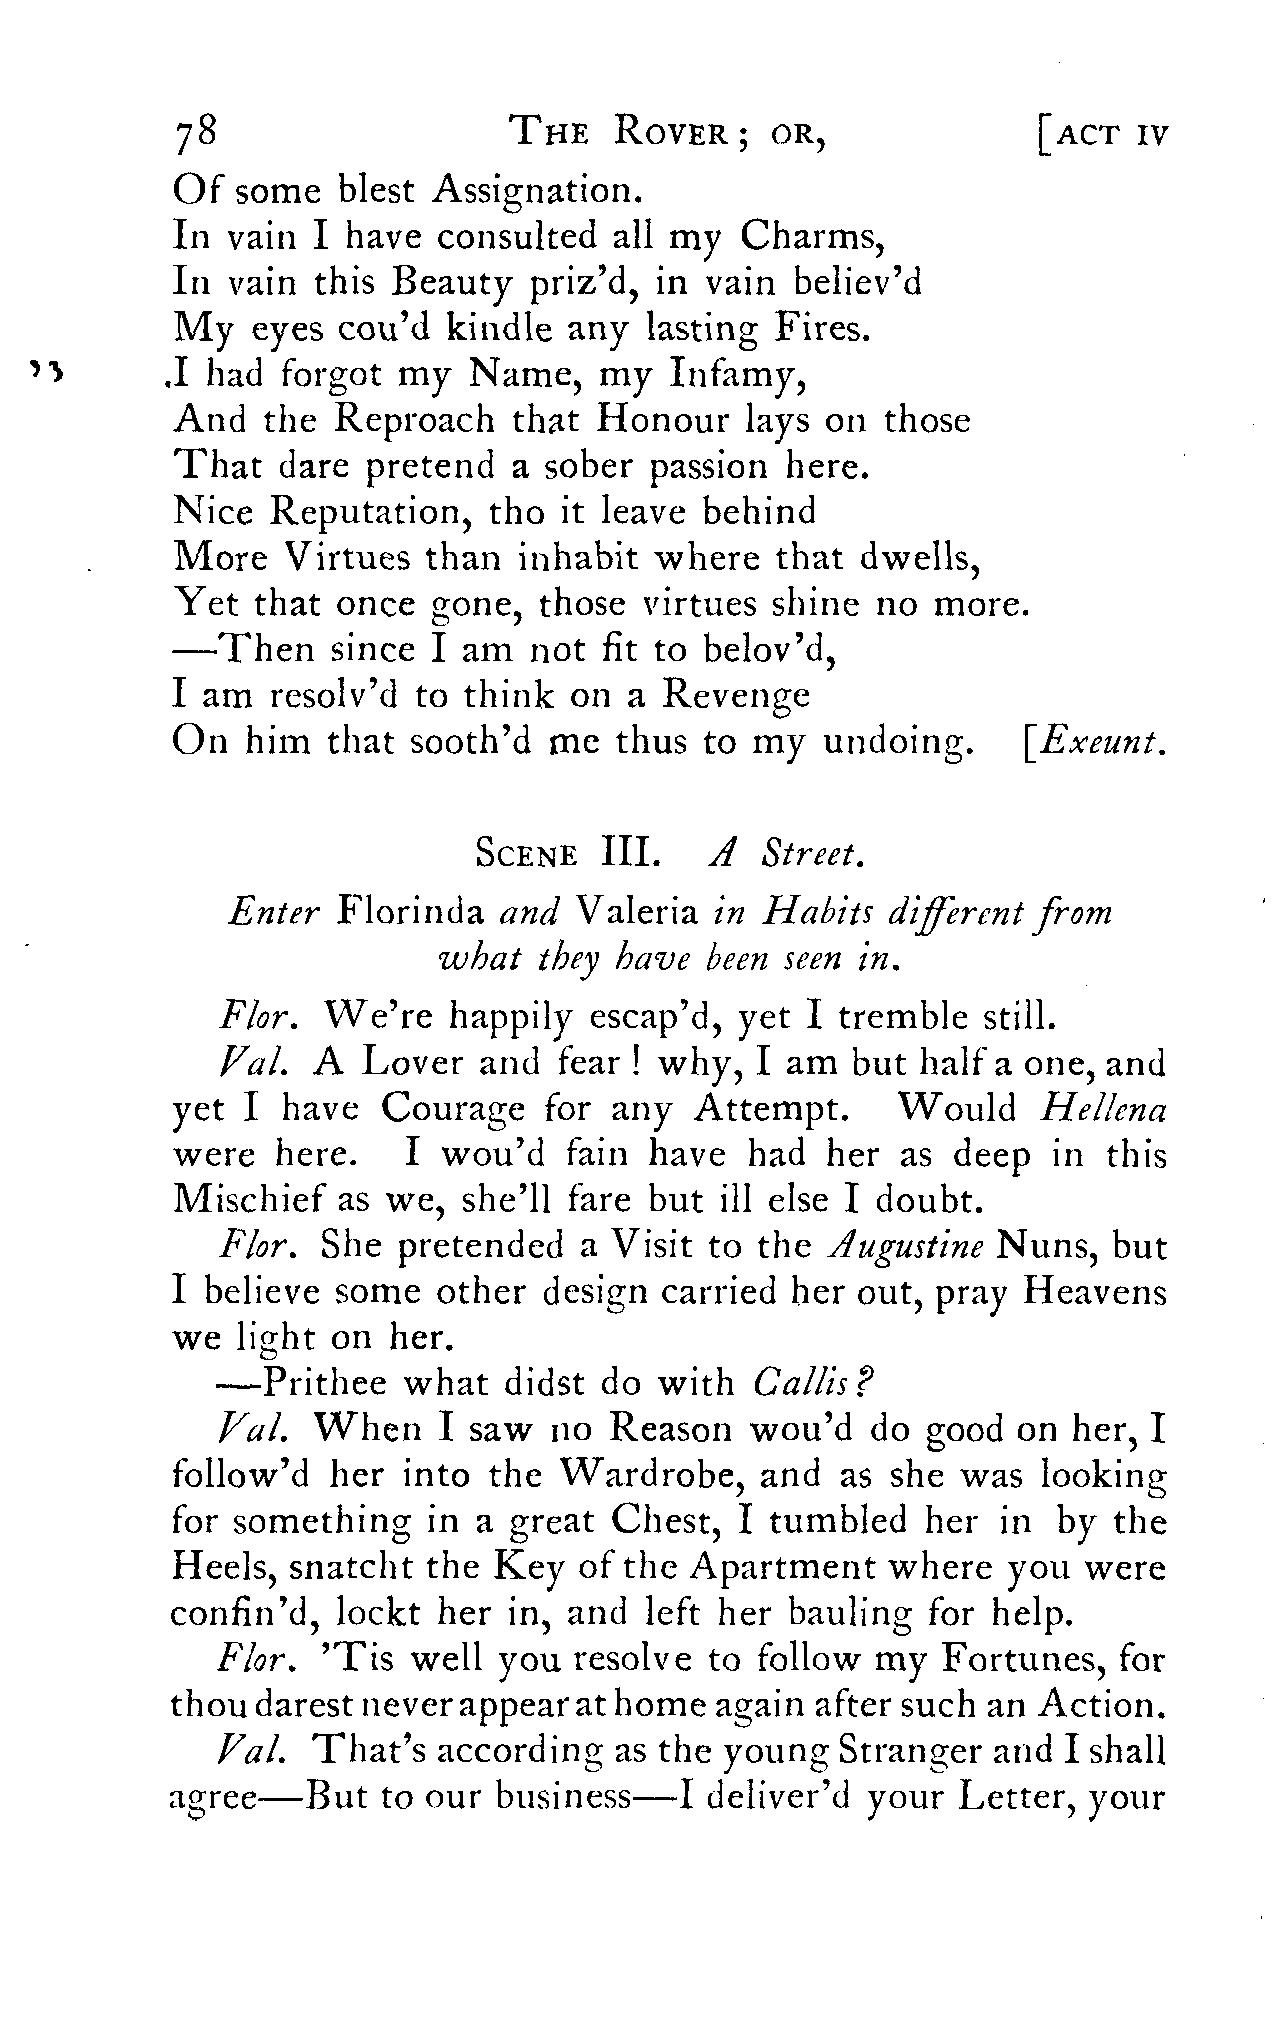 78 THE ROVER; OR, [ACT IV
Of some blest Assignation.
In vain I have consulted all my Charms,
In vain this Beauty priz'd, in vain believ'd
My eyes cou'd kindle any lasting Fires.
I had forgot my Name, my Infamy,
And the Reproach that Honour lays on those
That dare pretend a sober passion here.
Nice Reputation, tho it leave behind
More Virtues than inhabit where that dwells,
Yet that once gone, those virtues shine no more.
—Then since I am not fit to belov'd,
I am resolv'd to think on a Revenge
On him that sooth'd me thus to my undoing. [Exeunt.
SCENE III. A Street.
Enter Florinda and Valeria in Habits different from
what they have been seen in.
Flor. We're happily escap'd, yet I tremble still.
Val. A Lover and fear! why, I am but half a one, and
yet I have Courage for any Attempt. Would Hellena
were here. I wou'd fain have had her as deep in this
Mischief as we, she'll fare but ill else I doubt.
Flor. She pretended a Visit to the Augustine Nuns, but
I believe some other design carried her out, pray Heavens
we light on her.
—Prithee what didst do with Callis?
Val. When I saw no Reason wou'd do good on her, I
follow'd her into the Wardrobe, and as she was looking
for something in a great Chest, I tumbled her in by the
Heels, snatcht the Key of the Apartment where you were
confin'd, lockt her in, and left her bauling for help.
Flor. 'Tis well you resolve to follow my Fortunes, for
thou darest never appear at home again after such an Action.
Val. That's according as the young Stranger and I shall
agree—But to our business—I deliver'd your Letter, your